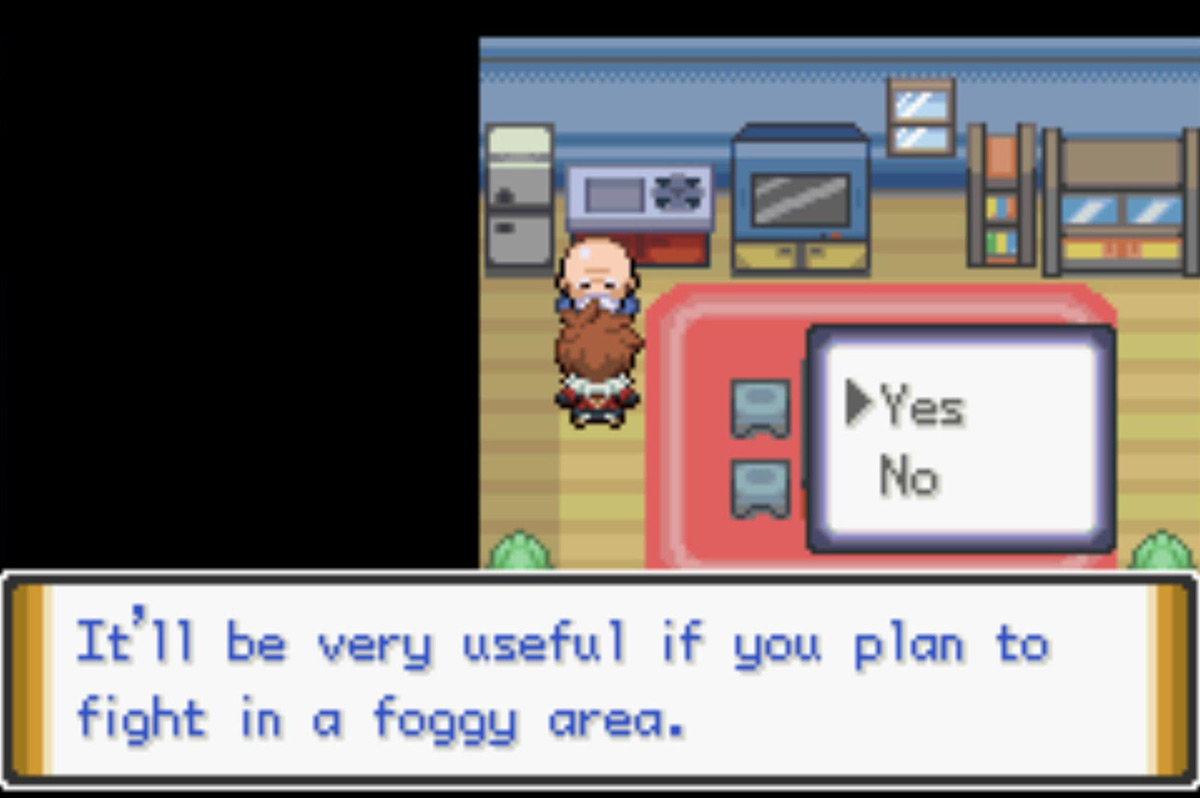 ▶Yes
No
It'll be very useful if you plan to
fight in a foggy area.